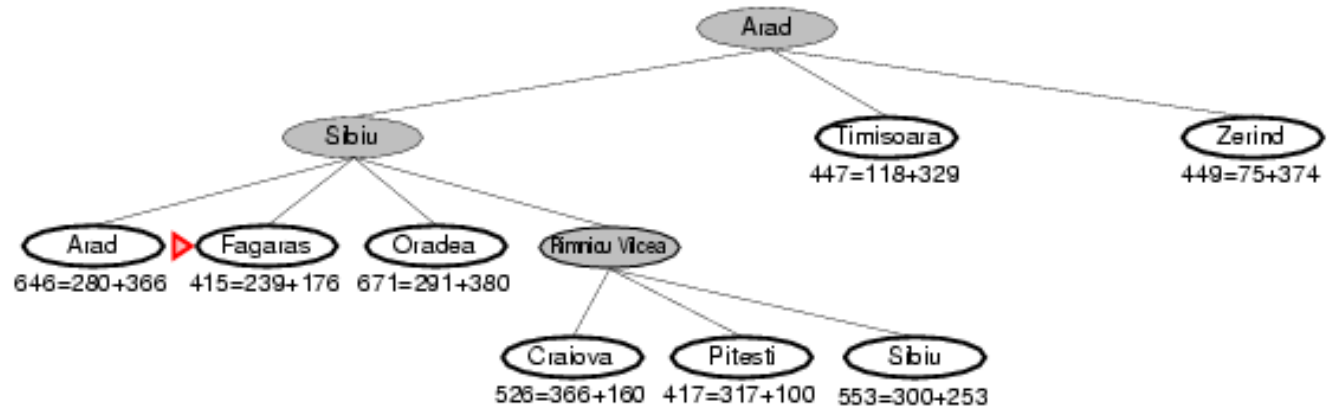 Arad
Sibiu
Timisoara
Zerind
447=118+329
449=75+374
Arad
Fagaras
Oradea
Rimnicu Vilcea
646=280+366
415=239+176
671=291+380
Craiova
Pitesti
Sibiu
526=366+160
417=317+100
553=300+253